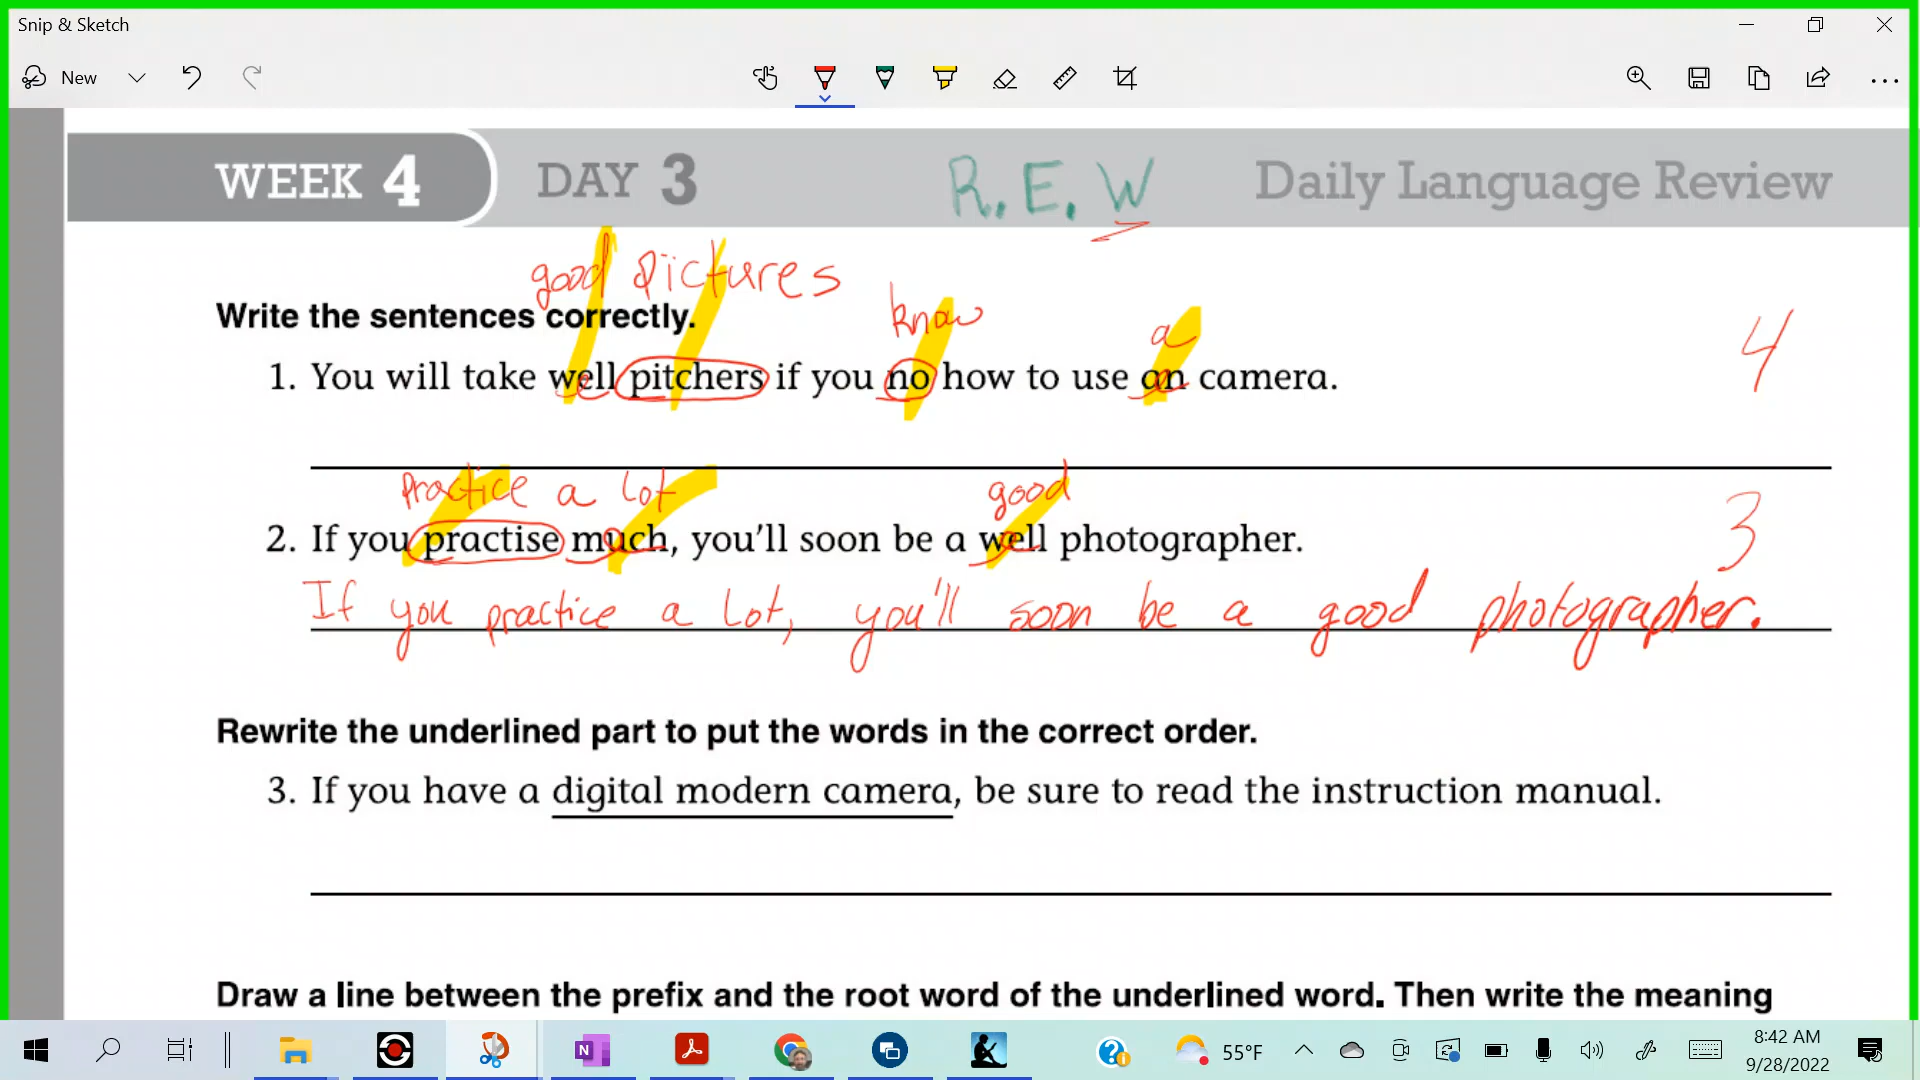 Snip & Sketch
New
WEEK 4 DAY 3 R.E.W Daily Language Review
good pictures
know
a
Write the sentences correctly.
4
1. You will take well pitchers if you no how to use an camera.
practice a lot good
3
2. If you practise much, you'll soon be a well photographer.
If you practice a lot, you'll soon be a good photographer.
Rewrite the underlined part to put the words in the correct order.
3. If you have a digital modern camera, be sure to read the instruction manual.
Draw a line between the prefix and the root word of the underlined word. Then write the meaning
55°F
8:42 AM
9/28/2022